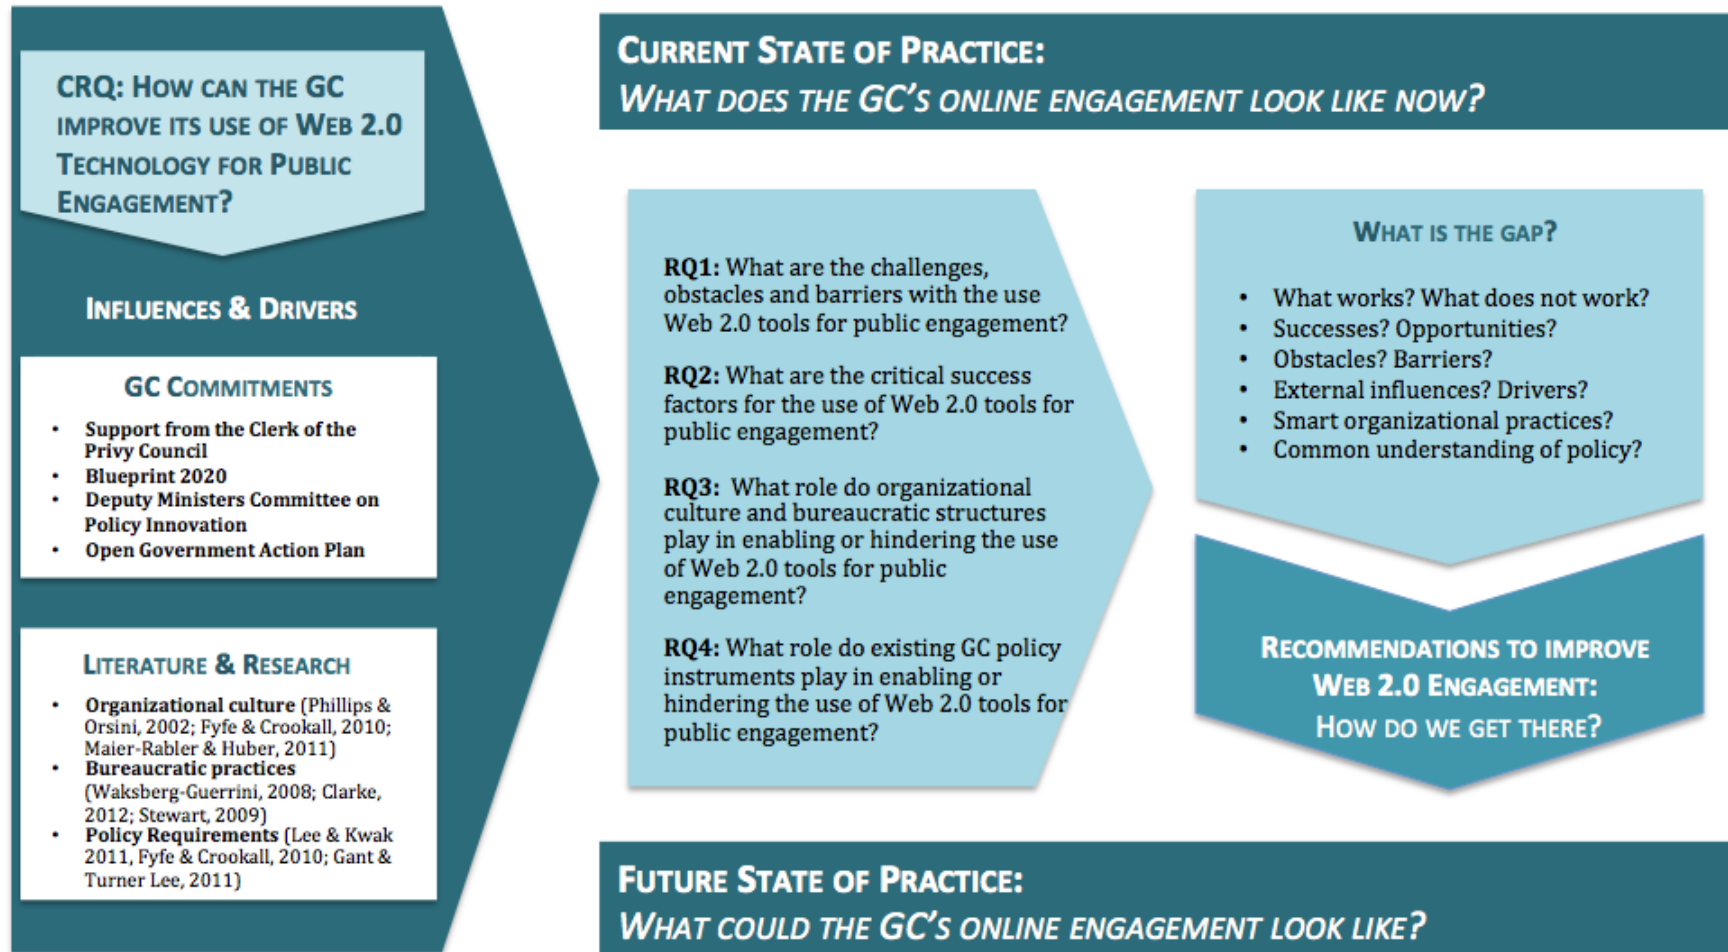 CRQ: HOW CAN THE GC
IMPROVE ITS USE OF WEB 2.0
TECHNOLOGY FOR PUBLIC
ENGAGEMENT?
INFLUENCES & DRIVERS
GC COMMITMENTS
• Support from the Clerk of the
Privy Council
• Blueprint 2020
• Deputy Ministers Committee on
Policy Innovation
• Open Government Action Plan
LITERATURE & RESEARCH
• Organizational culture (Phillips &
Orsini, 2002; Fyfe & Crookall, 2010;
Maier-Rabler & Huber, 2011)
• Bureaucratic practices
(Waksberg-Guerrini, 2008; Clarke,
2012; Stewart, 2009)
• Policy Requirements (Lee & Kwak
2011, Fyfe & Crookall, 2010; Gant &
Turner Lee, 2011)
CURRENT STATE OF PRACTICE:
WHAT DOES THE GC'S ONLINE ENGAGEMENT LOOK LIKE NOW?
RQ1: What are the challenges,
obstacles and barriers with the use
Web 2.0 tools for public engagement?
RQ2: What are the critical success
factors for the use of Web 2.0 tools for
public engagement?
RQ3: What role do organizational
culture and bureaucratic structures
play in enabling or hindering the use
of Web 2.0 tools for public
engagement?
RQ4: What role do existing GC policy
instruments play in enabling or
hindering the use of Web 2.0 tools for
public engagement?
WHAT IS THE GAP?
• What works? What does not work?
• Successes? Opportunities?
• Obstacles? Barriers?
• External influences? Drivers?
• Smart organizational practices?
• Common understanding of policy?
RECOMMENDATIONS TO IMPROVE
WEB 2.0 ENGAGEMENT:
HOW DO WE GET THERE?
FUTURE STATE OF PRACTICE:
WHAT COULD THE GC'S ONLINE ENGAGEMENT LOOK LIKE?